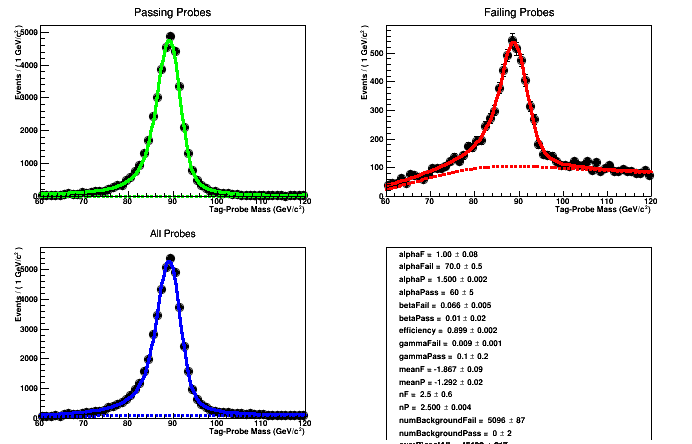 Passing Probes
Events / ( 1 GeV/c² )
5000
4000
3000
2000
1000
0
60 70 80 90 100 110 120
Tag-Probe Mass (GeV/c²)
Failing Probes
Events / ( 1 GeV/c² )
500
400
300
200
100
0
60 70 80 90 100 110 120
Tag-Probe Mass (GeV/c²)
All Probes
Events / ( 1 GeV/c² )
5000
4000
3000
2000
1000
0
60 70 80 90 100 110 120
Tag-Probe Mass (GeV/c²)
alphaF = 1.00 ± 0.08
alphaFail = 70.0 ± 0.5
alphaP = 1.500 ± 0.002
alphaPass = 60 ± 5
betaFail = 0.066 ± 0.005
betaPass = 0.01 ± 0.02
efficiency = 0.899 ± 0.002
gammaFail = 0.009 ± 0.001
gammaPass = 0.1 ± 0.2
meanF = -1.867 ± 0.09
meanP = -1.292 ± 0.02
nF = 2.5 ± 0.6
nP = 2.500 ± 0.004
numBackgroundFail = 5096 ± 87
numBackgroundPass = 0 ± 2